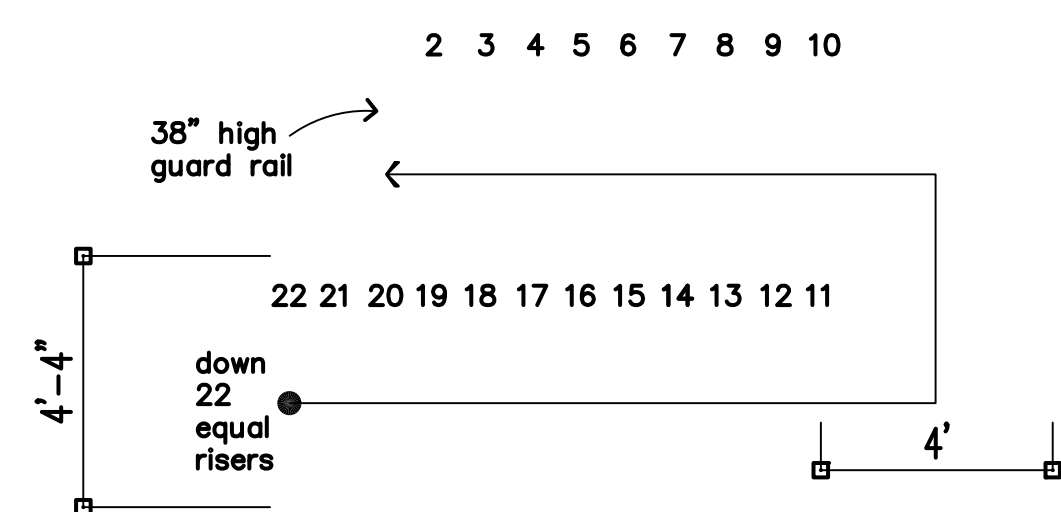 2 3 4 5 6 7 8 9 10
38" high
guard rail
22 21 20 19 18 17 16 15 14 13 12 11
4'-4"
down
22
equal
risers
4'